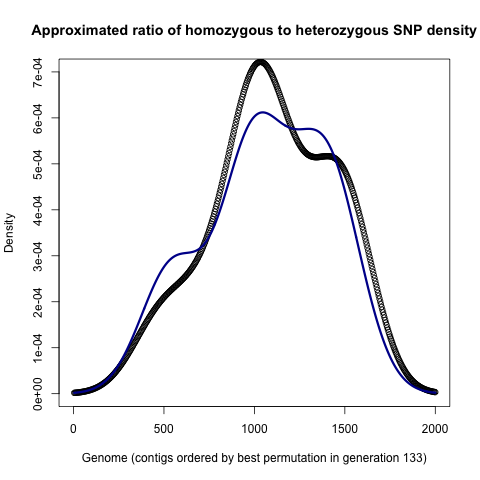 Approximated ratio of homozygous to heterozygous SNP density
7e-04
6e-04
5e-04
4e-04
3e-04
2e-04
1e-04
0e+00
Density
0 500 1000 1500 2000
Genome (contigs ordered by best permutation in generation 133)